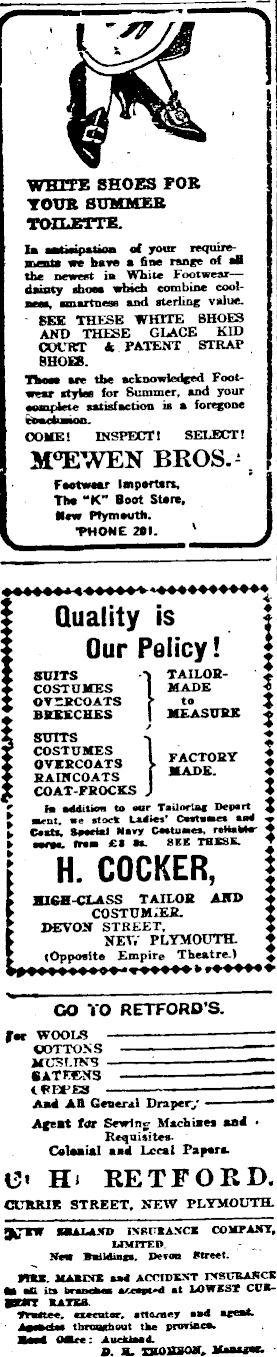 WHITE SHOES FOR
YOUR SUMMER
TOILETTE.
In anticipation of your require-
ments we have a fine range of all
the newest in White Footwear—
dainty shoes which combine cool-
ness, smartness and sterling value.
SEE THESE WHITE SHOES
AND THESE GLACE KID
COURT & PATENT STRAP
SHOES.
These are the acknowledged Foot-
wear styles for Summer, and your
complete satisfaction is a foregone
conclusion.
COME! INSPECT! SELECT!
McEWEN BROS.
Footwear Importers,
The "K" Boot Store,
New Plymouth.
'PHONE 201.
Quality is
Our Policy!
SUITS
COSTUMES
OVERCOATS
BREECHES
TAILOR-
MADE
to
MEASURE
SUITS
COSTUMES
OVERCOATS
RAINCOATS
COAT-FROCKS
FACTORY
MADE.
In addition to our Tailoring Depart
ment, we stock Ladies' Costumes and
Coats, Special Navy Costumes, reliable
serge, from £3 3s. SEE THESE.
H. COCKER,
HIGH-CLASS TAILOR AND
COSTUMIER.
DEVON STREET,
NEW PLYMOUTH.
(Opposite Empire Theatre.)
GO TO RETFORD'S.
For WOOLS
COTTONS
MUSLINS
SATEENS
CREPES
And All General Drapery
Agent for Sewing Machines and
Requisites.
Colonial and Local Papers.
C. H. RETFORD.
CURRIE STREET, NEW PLYMOUTH.
NEW ZEALAND INSURANCE COMPANY,
LIMITED.
New Buildings, Devon Street.
FIRE, MARINE and ACCIDENT INSURANCE
in all its branches accepted at LOWEST CUR-
RENT RATES.
Trustee, executor, attorney and agent.
Agencies throughout the province.
Head Office: Auckland.
D. H. THOMSON, Manager.